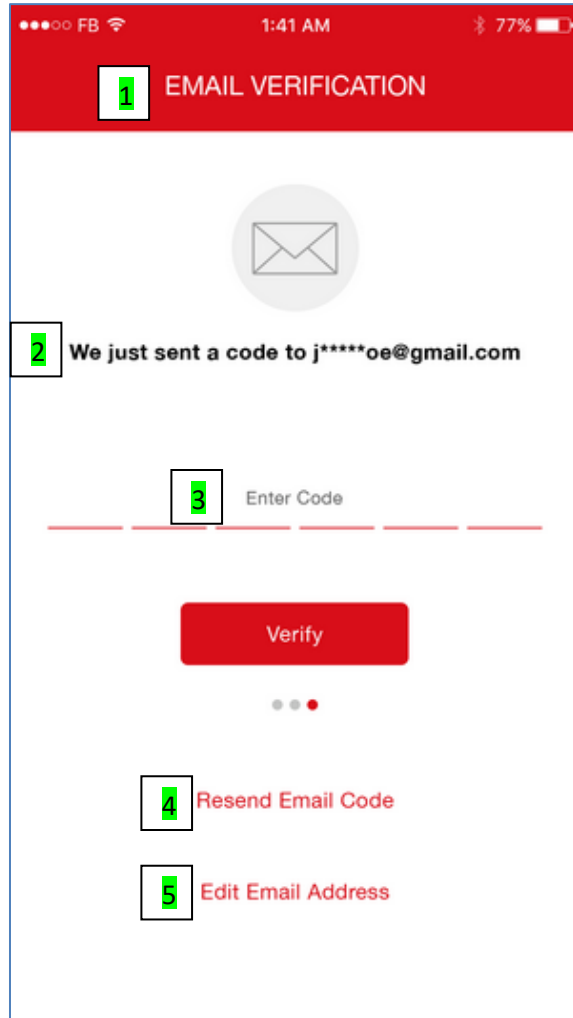 FB 1:41 AM 77%
1 EMAIL VERIFICATION
2 We just sent a code to j*****oe@gmail.com
3 Enter Code
Verify
4 Resend Email Code
5 Edit Email Address